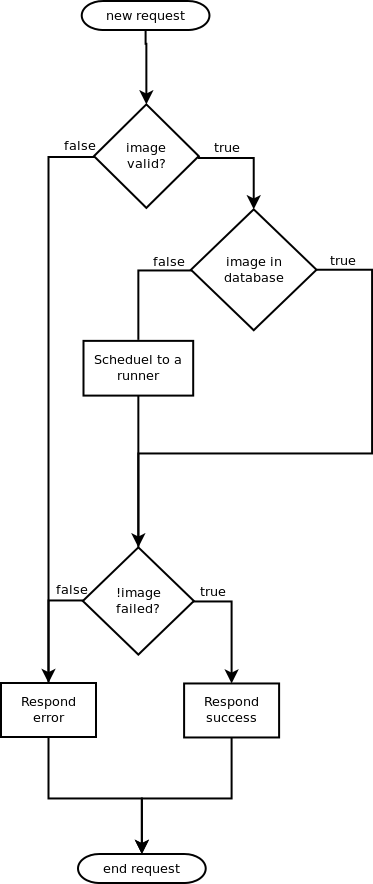 new request
false
image
valid?
true
false
image in
database
true
Scheduel to a
runner
false
!image
failed?
true
Respond
error
Respond
success
end request